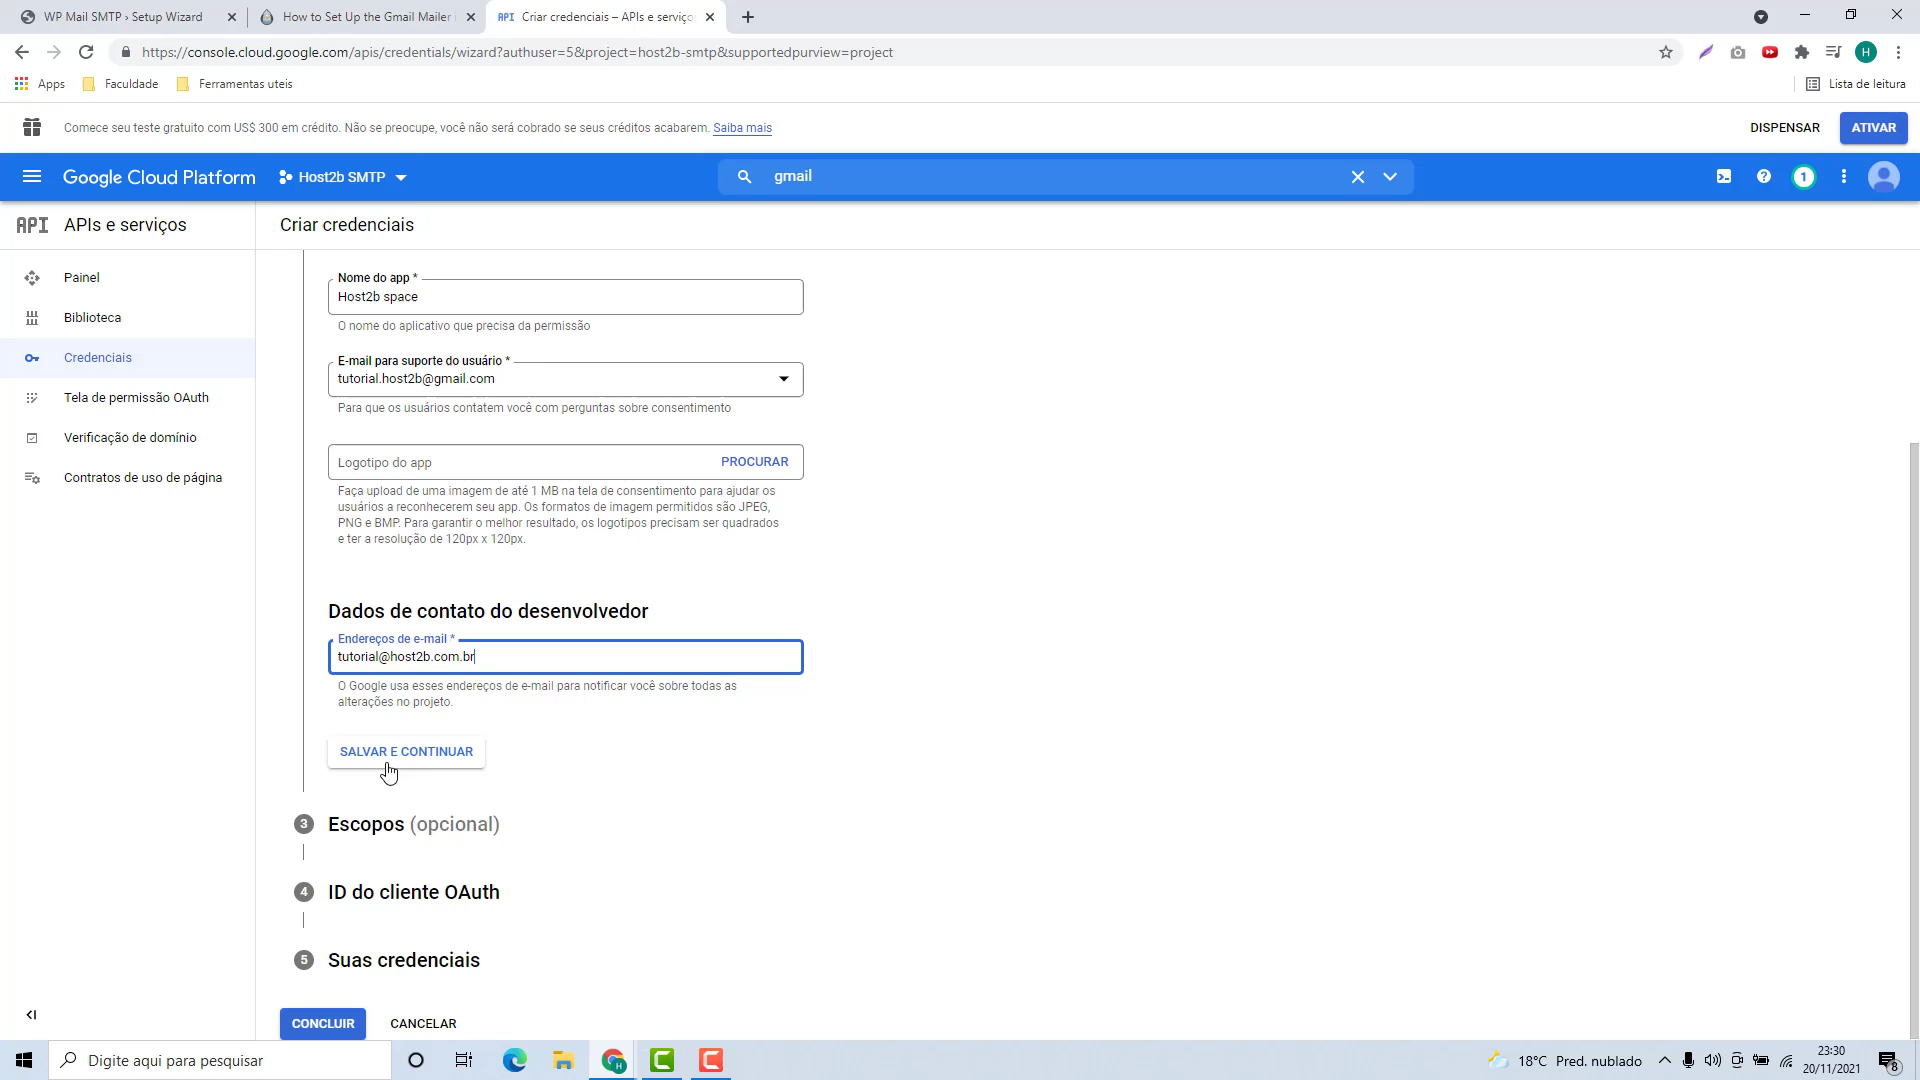 WP Mail SMTP › Setup Wizard
How to Set Up the Gmail Mailer
API Criar credenciais – APIs e serviço
https://console.cloud.google.com/apis/credentials/wizard?authuser=5&project=host2b-smtp&supportedpurview=project
H
Apps
Faculdade
Ferramentas uteis
Lista de leitura
Comece seu teste gratuito com US$ 300 em crédito. Não se preocupe, você não será cobrado se seus créditos acabarem. Saiba mais
DISPENSAR
ATIVAR
Google Cloud Platform
Host2b SMTP
gmail
1
API APIs e serviços
Criar credenciais
Painel
Biblioteca
Credenciais
Tela de permissão OAuth
Verificação de domínio
Contratos de uso de página
Nome do app *
Host2b space
O nome do aplicativo que precisa da permissão
E-mail para suporte do usuário *
tutorial.host2b@gmail.com
Para que os usuários contatem você com perguntas sobre consentimento
Logotipo do app
PROCURAR
Faça upload de uma imagem de até 1 MB na tela de consentimento para ajudar os
usuários a reconhecerem seu app. Os formatos de imagem permitidos são JPEG,
PNG e BMP. Para garantir o melhor resultado, os logotipos precisam ser quadrados
e ter a resolução de 120px x 120px.
Dados de contato do desenvolvedor
Endereços de e-mail *
tutorial@host2b.com.br
O Google usa esses endereços de e-mail para notificar você sobre todas as
alterações no projeto.
SALVAR E CONTINUAR
3 Escopos (opcional)
4 ID do cliente OAuth
5 Suas credenciais
CONCLUIR
CANCELAR
Digite aqui para pesquisar
18°C Pred. nublado
23:30
20/11/2021
8